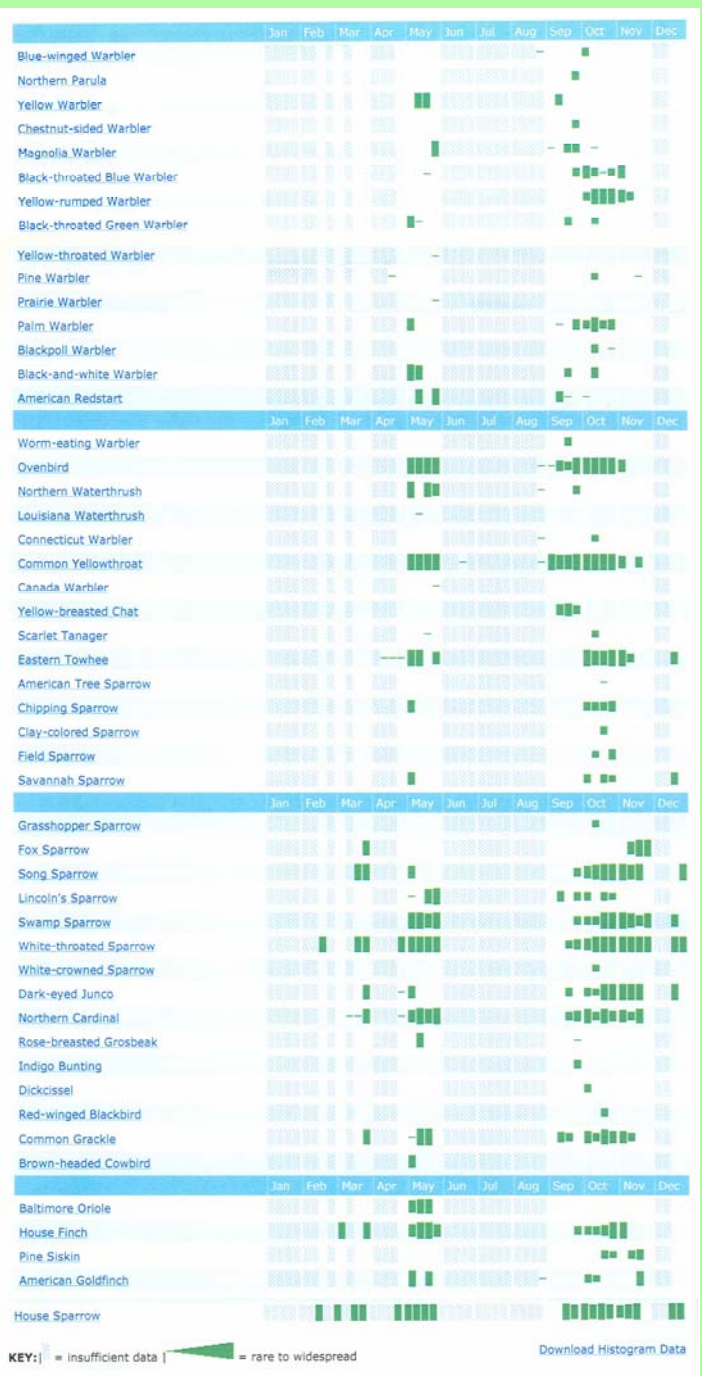 Jan Feb Mar Apr May Jun Jul Aug Sep Oct Nov Dec
Blue-winged Warbler
Northern Parula
Yellow Warbler
Chestnut-sided Warbler
Magnolia Warbler
Black-throated Blue Warbler
Yellow-rumped Warbler
Black-throated Green Warbler
Yellow-throated Warbler
Pine Warbler
Prairie Warbler
Palm Warbler
Blackpoll Warbler
Black-and-white Warbler
American Redstart
Jan Feb Mar Apr May Jun Jul Aug Sep Oct Nov Dec
Worm-eating Warbler
Ovenbird
Northern Waterthrush
Louisiana Waterthrush
Connecticut Warbler
Common Yellowthroat
Canada Warbler
Yellow-breasted Chat
Scarlet Tanager
Eastern Towhee
American Tree Sparrow
Chipping Sparrow
Clay-colored Sparrow
Field Sparrow
Savannah Sparrow
Jan Feb Mar Apr May Jun Jul Aug Sep Oct Nov Dec
Grasshopper Sparrow
Fox Sparrow
Song Sparrow
Lincoln's Sparrow
Swamp Sparrow
White-throated Sparrow
White-crowned Sparrow
Dark-eyed Junco
Northern Cardinal
Rose-breasted Grosbeak
Indigo Bunting
Dickcissel
Red-winged Blackbird
Common Grackle
Brown-headed Cowbird
Jan Feb Mar Apr May Jun Jul Aug Sep Oct Nov Dec
Baltimore Oriole
House Finch
Pine Siskin
American Goldfinch
House Sparrow
KEY:| = insufficient data | = rare to widespread
Download Histogram Data